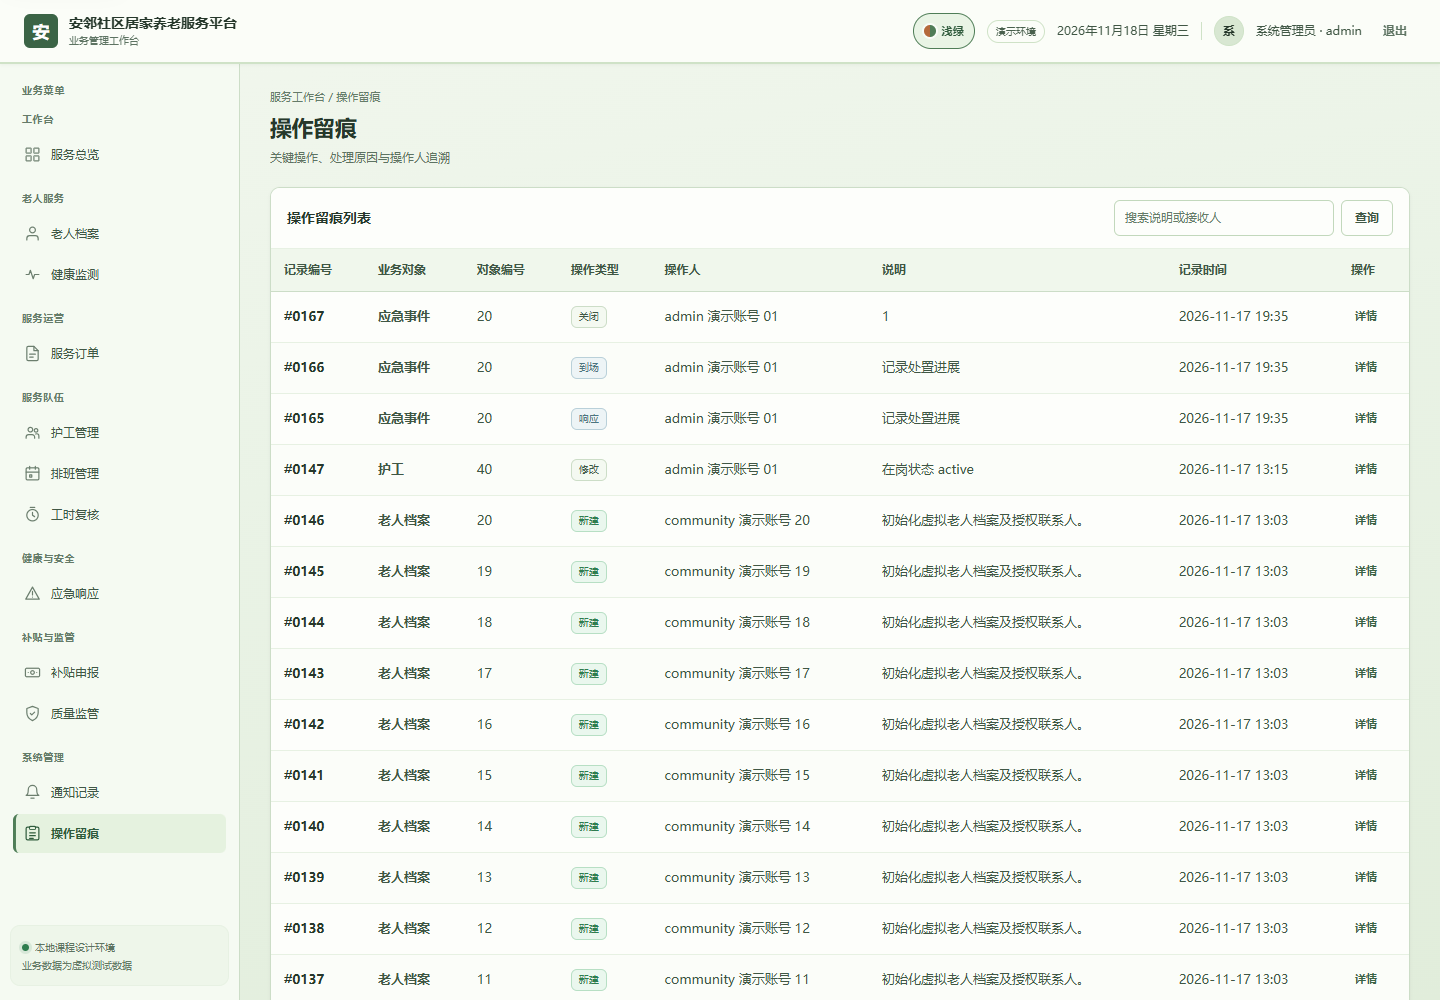 安
安邻社区居家养老服务平台
业务管理工作台
浅绿
演示环境
2026年11月18日 星期三
系
系统管理员 · admin
退出
业务菜单
工作台
服务总览
老人服务
老人档案
健康监测
服务运营
服务订单
服务队伍
护工管理
排班管理
工时复核
健康与安全
应急响应
补贴与监管
补贴申报
质量监管
系统管理
通知记录
操作留痕
本地课程设计环境
业务数据为虚拟测试数据
服务工作台 / 操作留痕
操作留痕
关键操作、处理原因与操作人追溯
操作留痕列表
搜索说明或接收人
查询
记录编号 业务对象 对象编号 操作类型 操作人 说明 记录时间 操作
#0167 应急事件 20 关闭 admin 演示账号 01 1 2026-11-17 19:35 详情
#0166 应急事件 20 到场 admin 演示账号 01 记录处置进展 2026-11-17 19:35 详情
#0165 应急事件 20 响应 admin 演示账号 01 记录处置进展 2026-11-17 19:35 详情
#0147 护工 40 修改 admin 演示账号 01 在岗状态 active 2026-11-17 13:15 详情
#0146 老人档案 20 新建 community 演示账号 20 初始化虚拟老人档案及授权联系人。 2026-11-17 13:03 详情
#0145 老人档案 19 新建 community 演示账号 19 初始化虚拟老人档案及授权联系人。 2026-11-17 13:03 详情
#0144 老人档案 18 新建 community 演示账号 18 初始化虚拟老人档案及授权联系人。 2026-11-17 13:03 详情
#0143 老人档案 17 新建 community 演示账号 17 初始化虚拟老人档案及授权联系人。 2026-11-17 13:03 详情
#0142 老人档案 16 新建 community 演示账号 16 初始化虚拟老人档案及授权联系人。 2026-11-17 13:03 详情
#0141 老人档案 15 新建 community 演示账号 15 初始化虚拟老人档案及授权联系人。 2026-11-17 13:03 详情
#0140 老人档案 14 新建 community 演示账号 14 初始化虚拟老人档案及授权联系人。 2026-11-17 13:03 详情
#0139 老人档案 13 新建 community 演示账号 13 初始化虚拟老人档案及授权联系人。 2026-11-17 13:03 详情
#0138 老人档案 12 新建 community 演示账号 12 初始化虚拟老人档案及授权联系人。 2026-11-17 13:03 详情
#0137 老人档案 11 新建 community 演示账号 11 初始化虚拟老人档案及授权联系人。 2026-11-17 13:03 详情